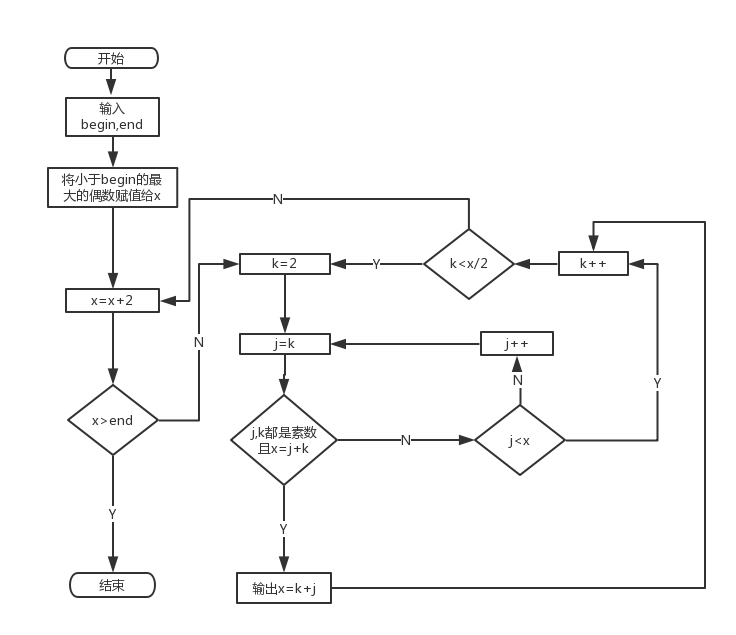 开始
输入
begin,end
将小于begin的最
大的偶数赋值给x
N
k<x/2
k++
k=2
Y
x=x+2
N
j=k
j++
N
Y
x>end
j,k都是素数
且x=j+k
N
j<x
Y
Y
结束
输出x=k+j